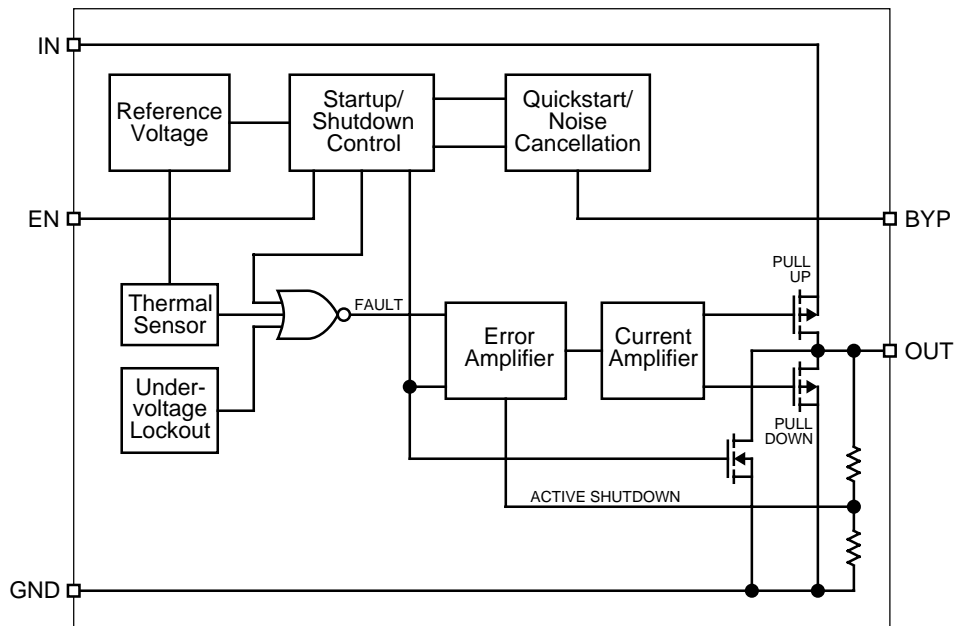 IN
Reference
Voltage
Startup/
Shutdown
Control
Quickstart/
Noise
Cancellation
EN
BYP
PULL
UP
Thermal
Sensor
FAULT
Error
Amplifier
Current
Amplifier
OUT
Under-
voltage
Lockout
PULL
DOWN
ACTIVE SHUTDOWN
GND